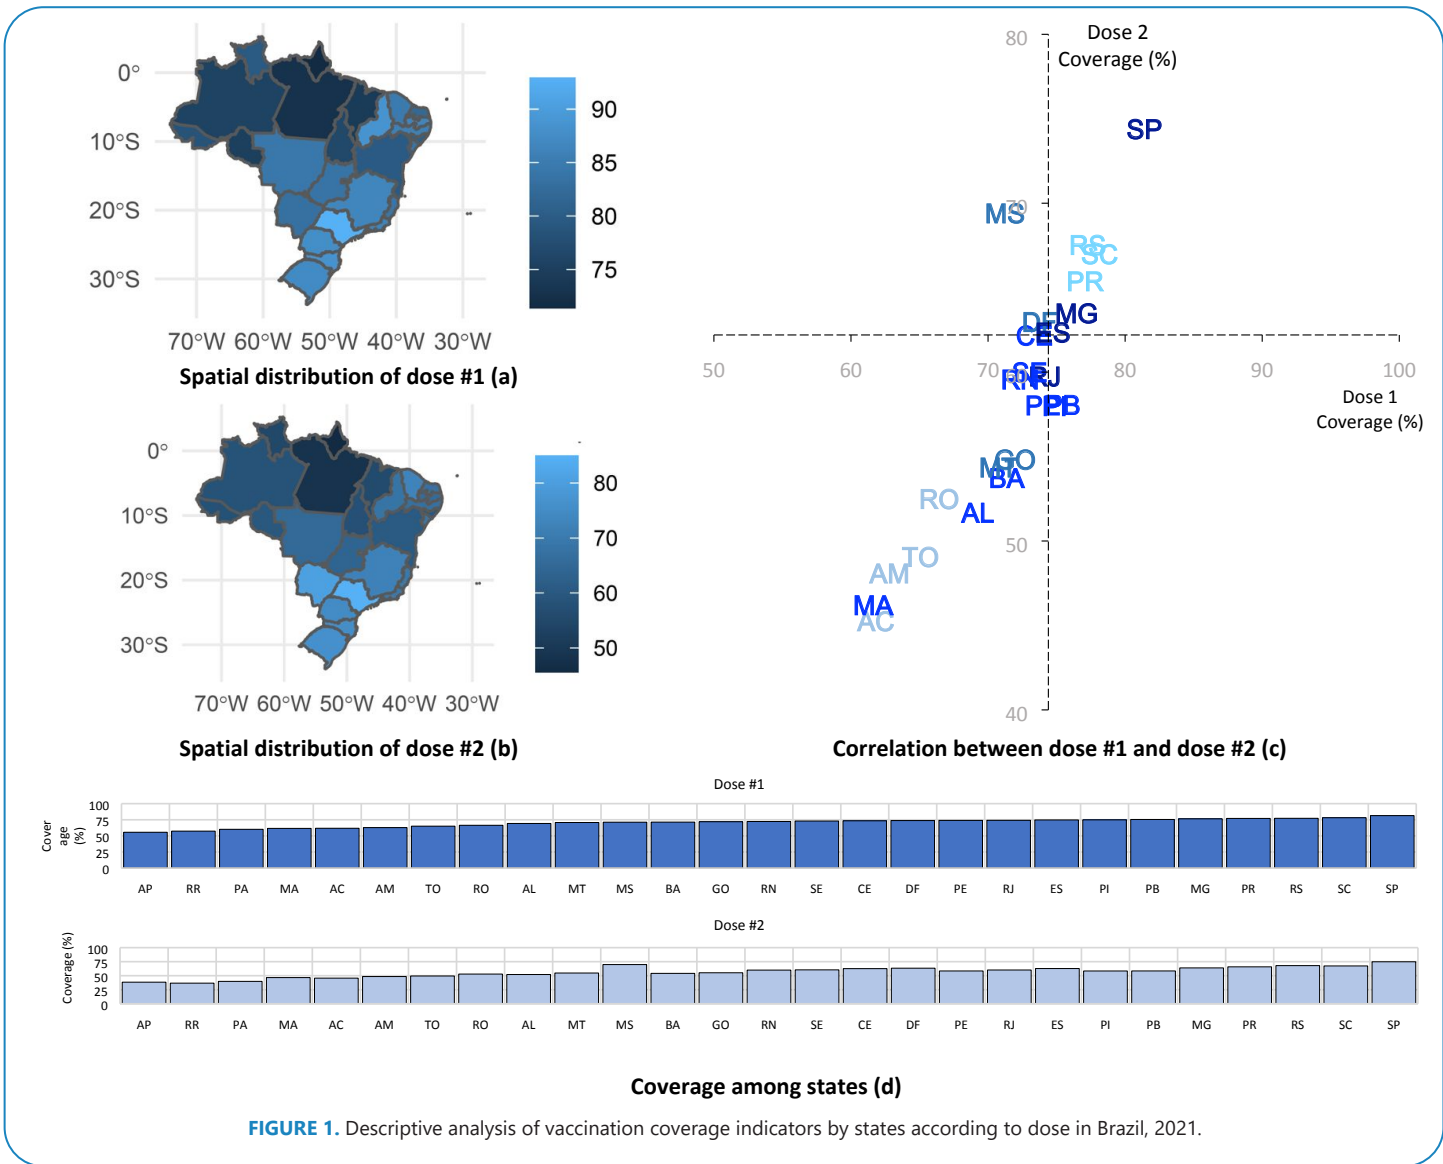 0°
10°S
20°S
30°S
70°W 60°W 50°W 40°W 30°W
90
85
80
75
Spatial distribution of dose #1 (a)
0°
10°S
20°S
30°S
70°W 60°W 50°W 40°W 30°W
80
70
60
50
Spatial distribution of dose #2 (b)
Dose 2
Coverage (%)
80
SP
MS
70
RS
SC
PR
MG
DF
CE
ES
50 60 70 80 90 100
SE
RN
60
RJ
PE
PI
PB
Dose 1
Coverage (%)
GO
MT
BA
RO
AL
50
TO
AM
MA
AC
40
Correlation between dose #1 and dose #2 (c)
Dose #1
Cover
age
(%)
100
75
50
25
0
AP RR PA MA AC AM TO RO AL MT MS BA GO RN SE CE DF PE RJ ES PI PB MG PR RS SC SP
Dose #2
Coverage (%)
100
75
50
25
0
AP RR PA MA AC AM TO RO AL MT MS BA GO RN SE CE DF PE RJ ES PI PB MG PR RS SC SP
Coverage among states (d)
FIGURE 1. Descriptive analysis of vaccination coverage indicators by states according to dose in Brazil, 2021.